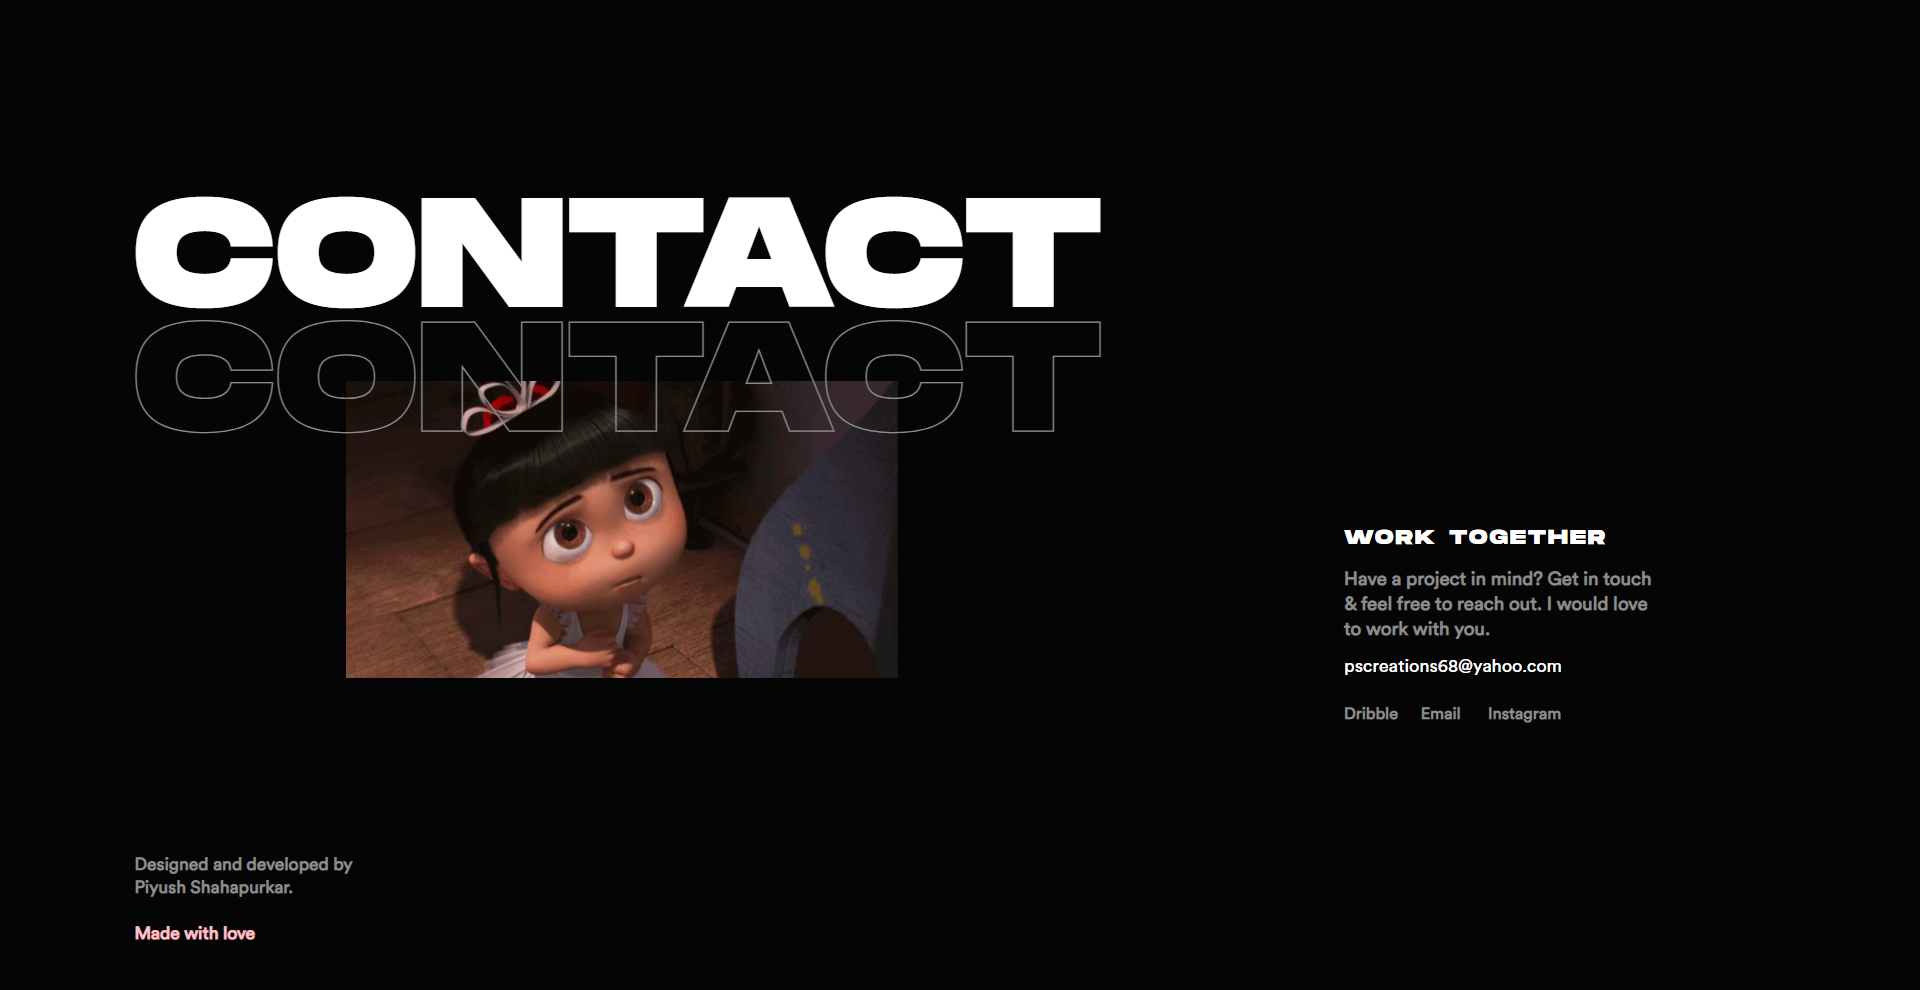 CONTACT
CONTACT
WORK TOGETHER
Have a project in mind? Get in touch
& feel free to reach out. I would love
to work with you.
pscreations68@yahoo.com
Dribble Email Instagram
Designed and developed by
Piyush Shahapurkar.
Made with love